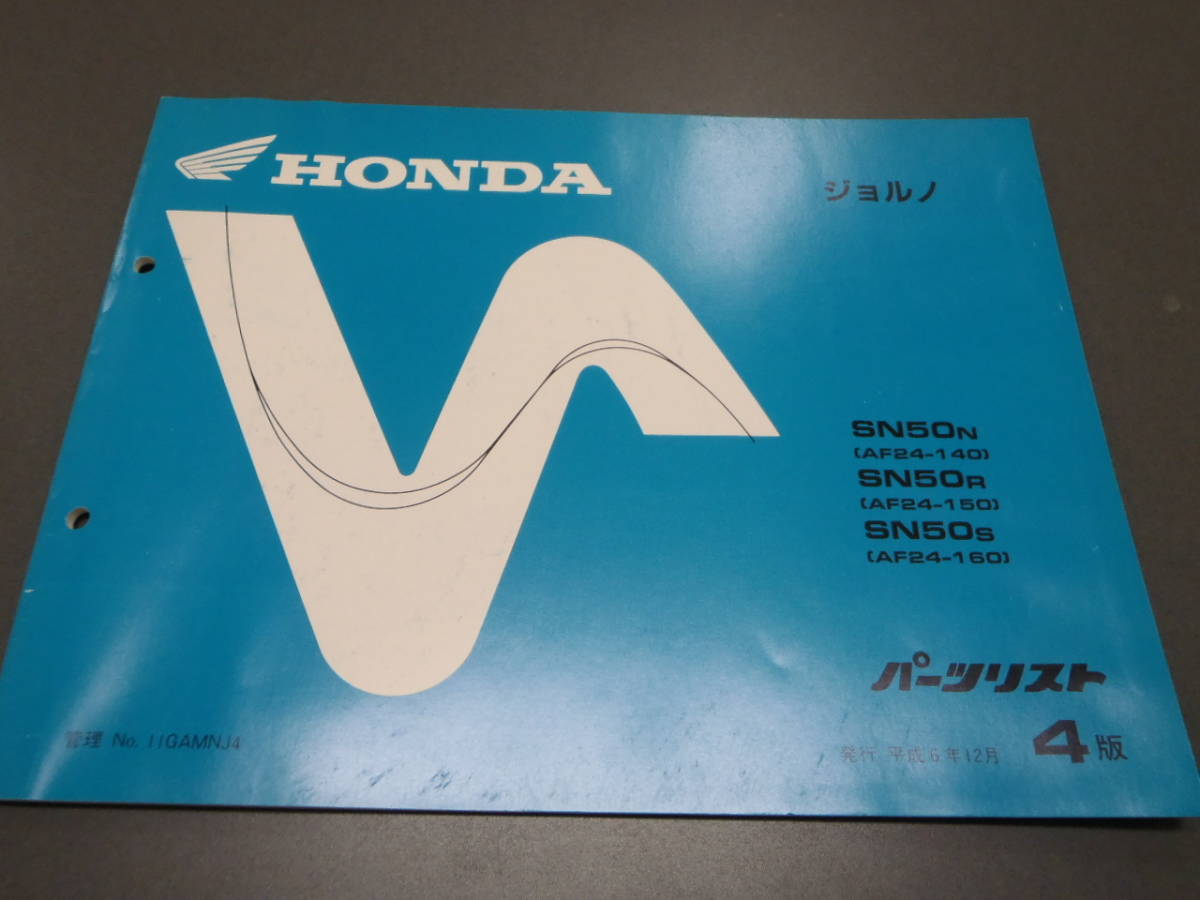 HONDA
ジョルノ
SN50N
(AF24-140)
SN50R
(AF24-150)
SN50S
(AF24-160)
パーツリスト
管理 No. 11GAMNJ4
発行 平成6年12月
4版